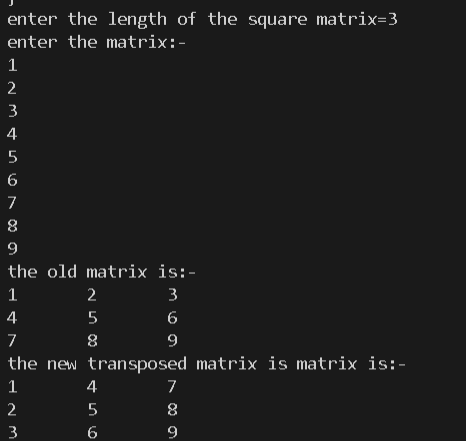 enter the length of the square matrix=3
enter the matrix:-
1
2
3
4
5
6
7
8
9
the old matrix is:-
1 2 3
4 5 6
7 8 9
the new transposed matrix is matrix is:-
1 4 7
2 5 8
3 6 9